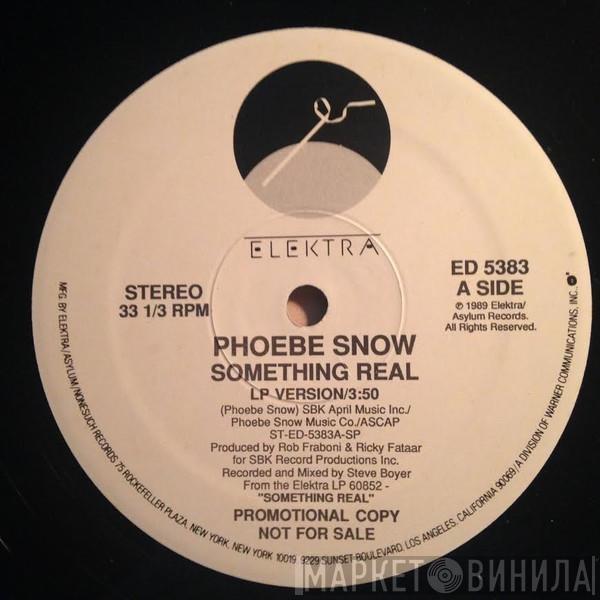 ELEKTRA
STEREO
33 1/3 RPM
ED 5383
A SIDE
℗ 1989 Elektra/
Asylum Records.
All Rights Reserved.
PHOEBE SNOW
SOMETHING REAL
LP VERSION/3:50
(Phoebe Snow) SBK April Music Inc./
Phoebe Snow Music Co./ASCAP
ST-ED-5383A-SP
Produced by Rob Fraboni & Ricky Fataar
for SBK Record Productions Inc.
Recorded and Mixed by Steve Boyer
From the Elektra LP 60852 -
"SOMETHING REAL"
PROMOTIONAL COPY
NOT FOR SALE
MFG. BY ELEKTRA/ASYLUM/NONESUCH RECORDS, 75 ROCKEFELLER PLAZA, NEW YORK, NEW YORK 10019, 9229 SUNSET BOULEVARD, LOS ANGELES, CALIFORNIA 90069/A DIVISION OF WARNER COMMUNICATIONS, INC.
МАРКЕТ ВИНИЛА